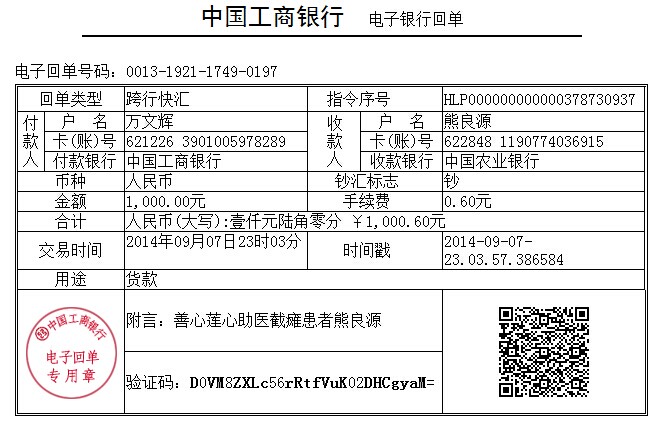 中国工商银行 电子银行回单
电子回单号码：0013-1921-1749-0197
回单类型 跨行快汇 指令序号 HLP000000000000378730937
付款人 户 名 万文辉 收款人 户 名 熊良源
卡(账)号 621226 3901005978289 卡(账)号 622848 1190774036915
付款银行 中国工商银行 收款银行 中国农业银行
币种 人民币 钞汇标志 钞
金额 1,000.00元 手续费 0.60元
合计 人民币(大写):壹仟元陆角零分 ￥1,000.60元
交易时间 2014年09月07日23时03分 时间戳 2014-09-07-
23.03.57.386584
用途 货款
附言：善心莲心助医截瘫患者熊良源
验证码：D0VM8ZXLc56rRtfVuK02DHCgyaM=
中国工商银行
电子回单
专用章